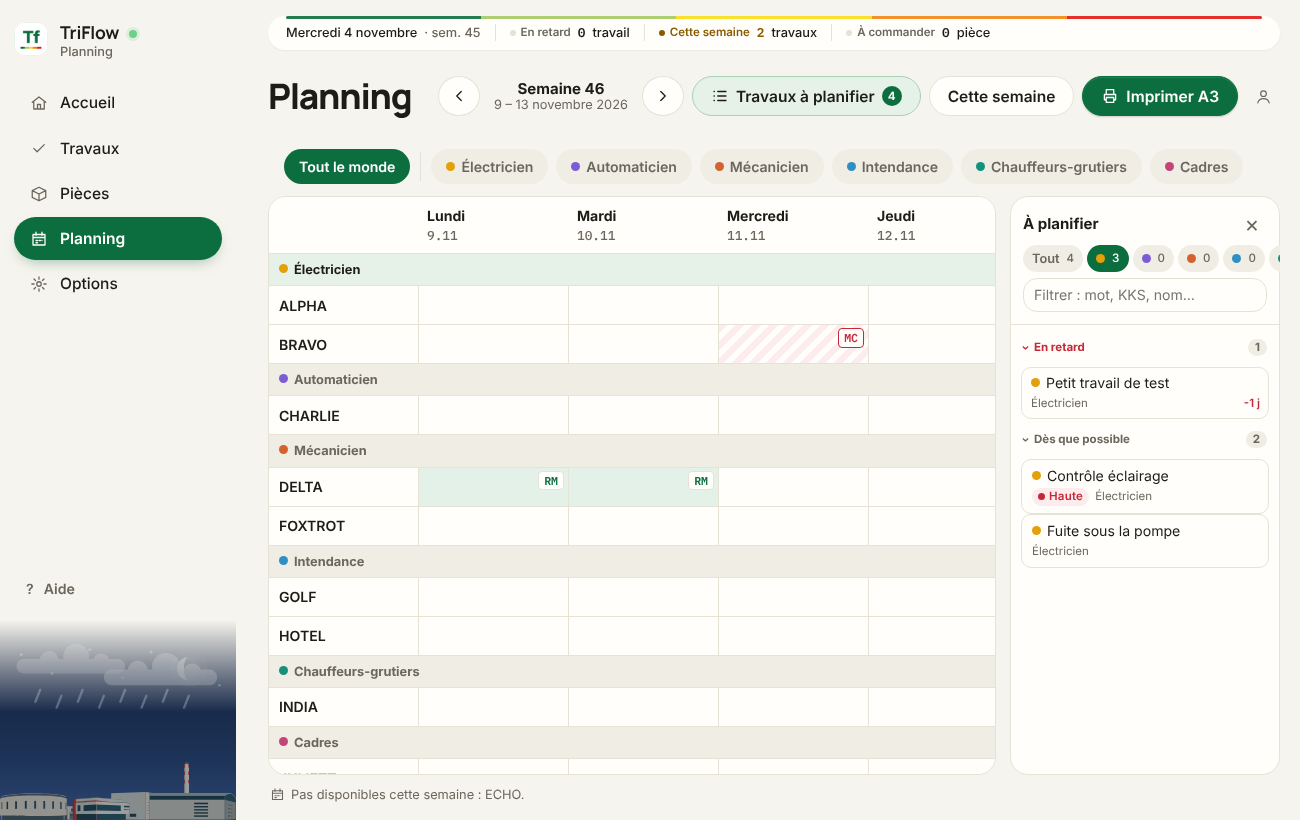 Tf
TriFlow
Planning
Accueil
Travaux
Pièces
Planning
Options
? Aide
Mercredi 4 novembre · sem. 45
En retard 0 travail
Cette semaine 2 travaux
À commander 0 pièce
Planning
Semaine 46
9 – 13 novembre 2026
Travaux à planifier 4
Cette semaine
Imprimer A3
Tout le monde
Électricien
Automaticien
Mécanicien
Intendance
Chauffeurs-grutiers
Cadres
Lundi
9.11
Mardi
10.11
Mercredi
11.11
Jeudi
12.11
Électricien
ALPHA
BRAVO
MC
Automaticien
CHARLIE
Mécanicien
DELTA
RM
RM
FOXTROT
Intendance
GOLF
HOTEL
Chauffeurs-grutiers
INDIA
Cadres
Pas disponibles cette semaine : ECHO.
À planifier
Tout 4
3
0
0
0
Filtrer : mot, KKS, nom...
En retard 1
Petit travail de test
Électricien -1 j
Dès que possible 2
Contrôle éclairage
Haute Électricien
Fuite sous la pompe
Électricien